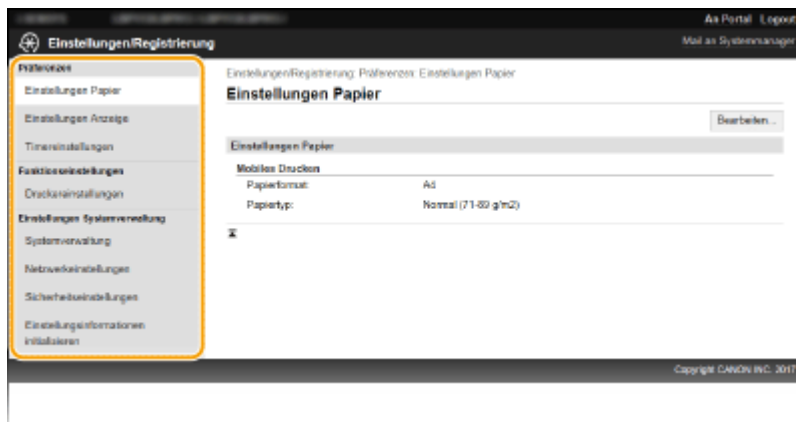 An Portal Logout
Einstellungen/Registrierung
Mail an Systemmanager
Präferenzen
Einstellungen Papier
Einstellungen Anzeige
Timereinstellungen
Funktionseinstellungen
Druckereinstellungen
Einstellungen Systemverwaltung
Systemverwaltung
Netzwerkeinstellungen
Sicherheitseinstellungen
Einstellungsinformationen
initialisieren
Einstellungen/Registrierung: Präferenzen: Einstellungen Papier
Einstellungen Papier
Bearbeiten...
Einstellungen Papier
Mobiles Drucken
Papierformat: A4
Papiertyp: Normal (71-89 g/m2)
Copyright CANON INC. 2017